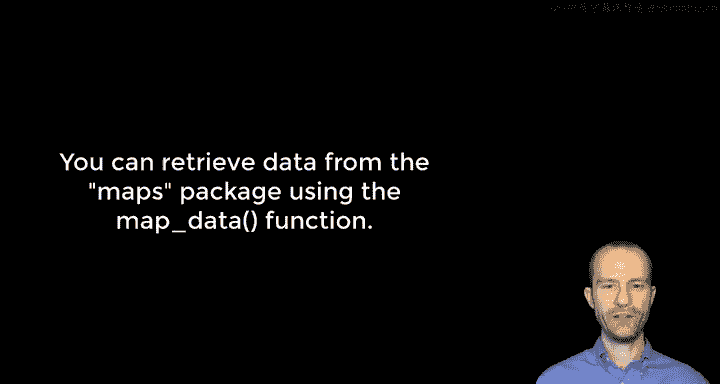 You can retrieve data from the
"maps" package using the
map_data() function.